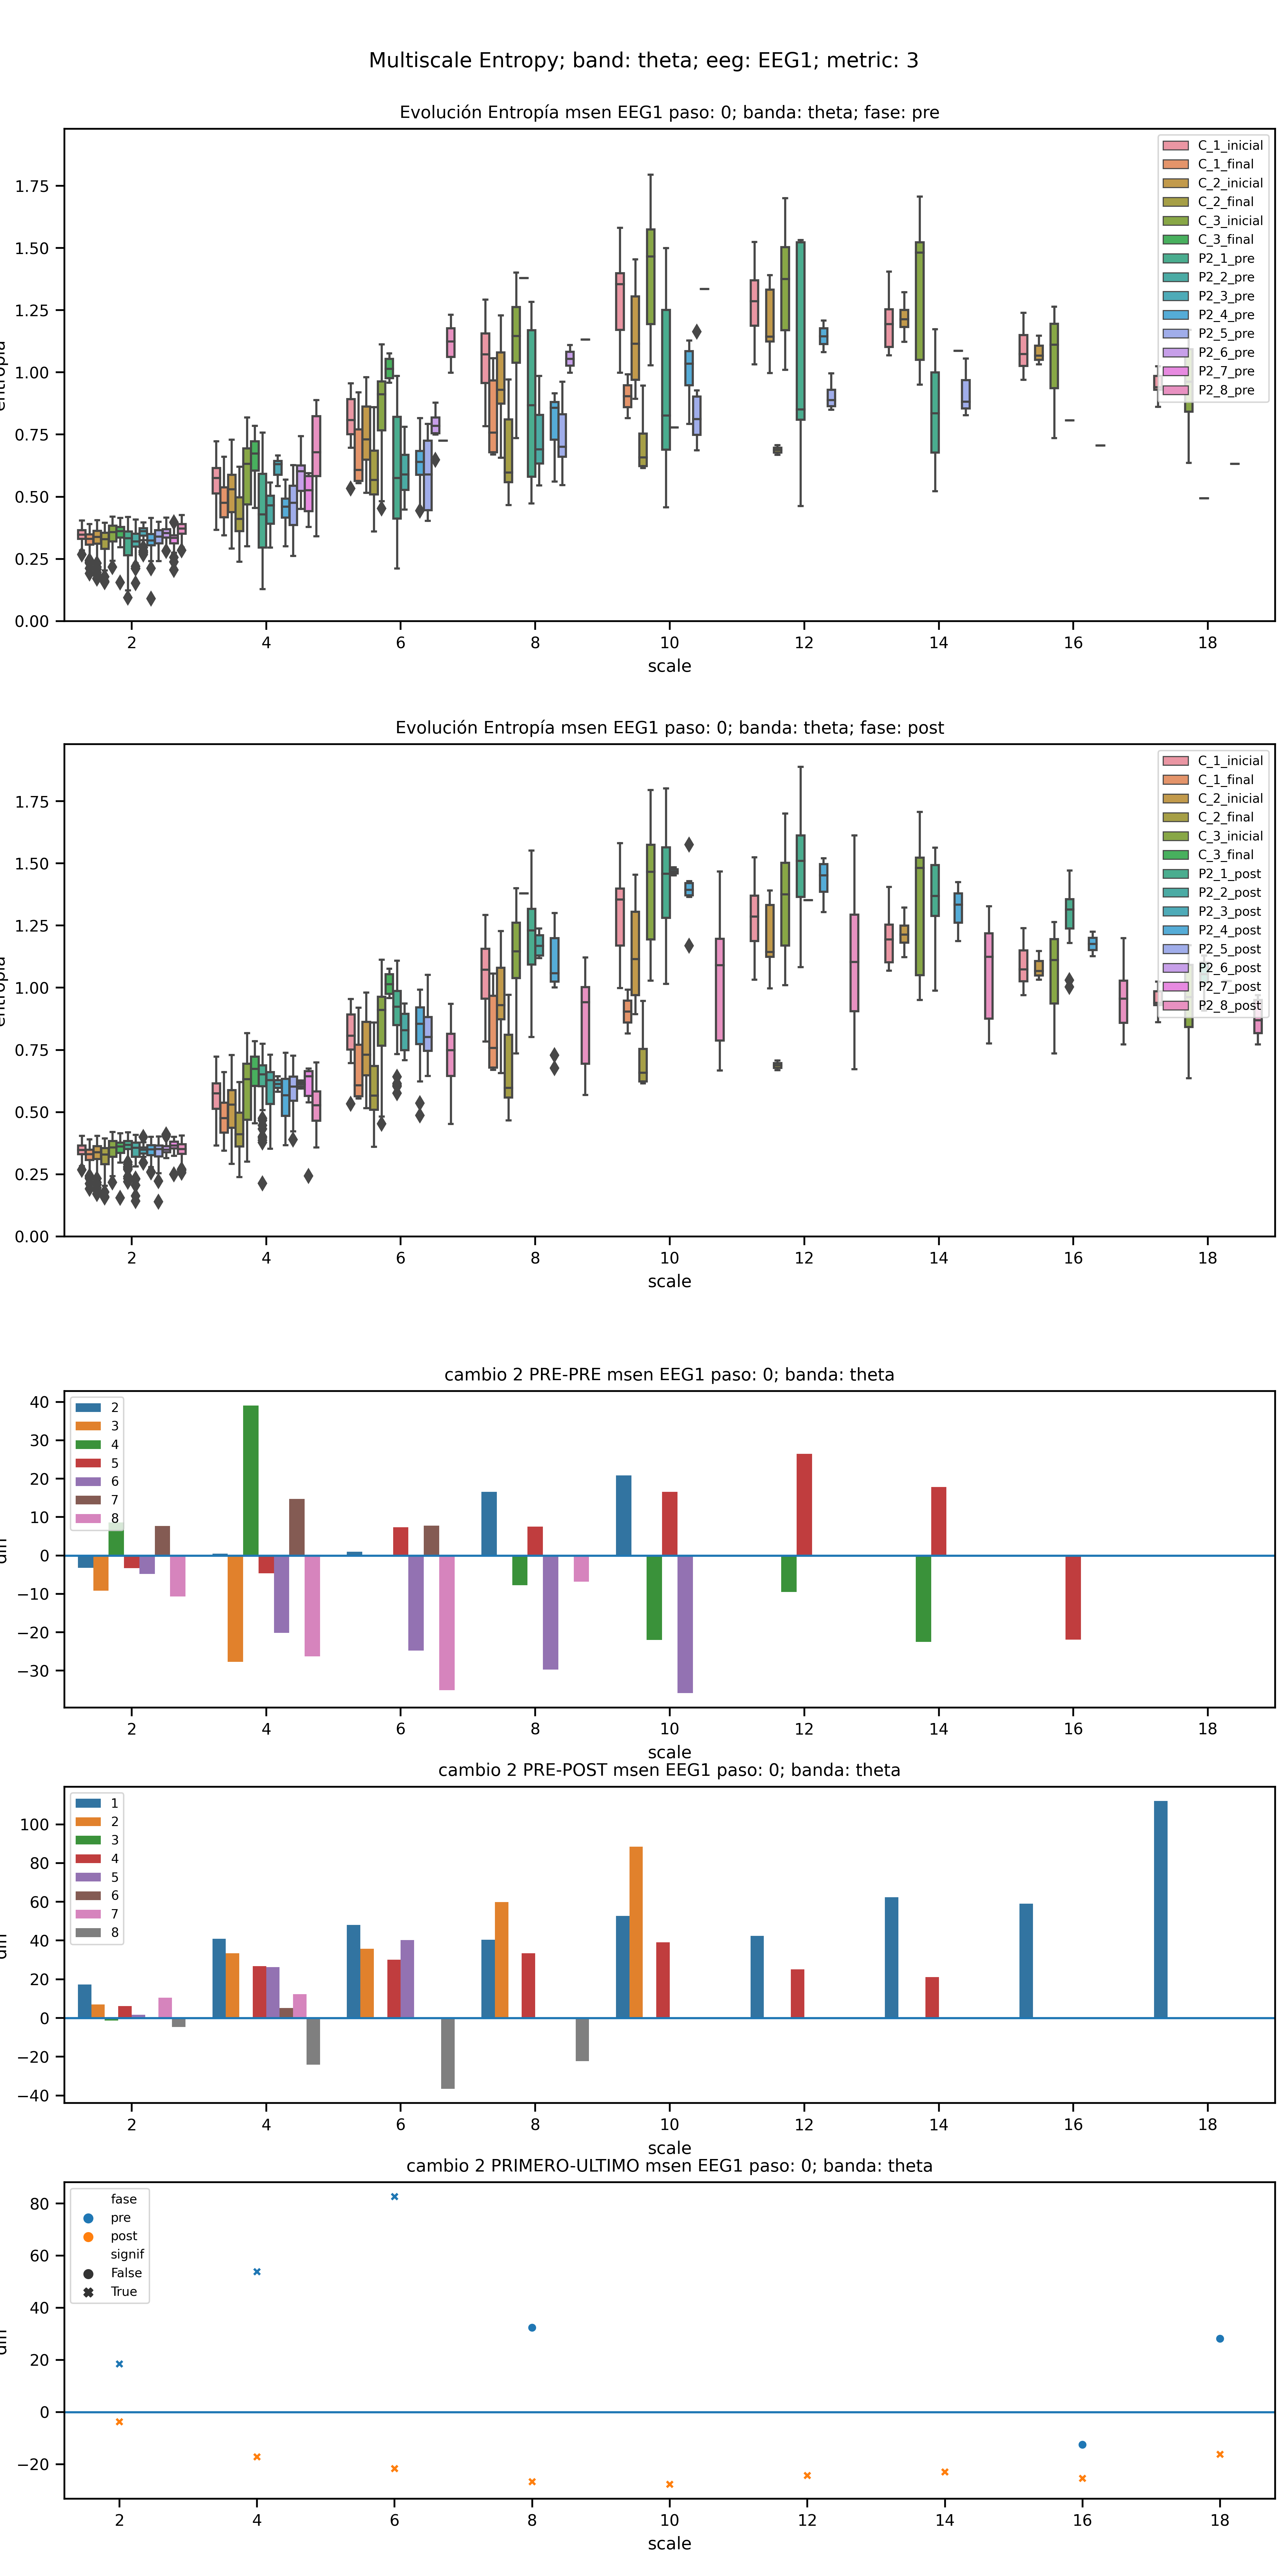 Multiscale Entropy; band: theta; eeg: EEG1; metric: 3
Evolución Entropía msen EEG1 paso: 0; banda: theta; fase: pre
1.75
1.50
1.25
1.00
0.75
0.50
0.25
0.00
C_1_inicial
C_1_final
C_2_inicial
C_2_final
C_3_inicial
C_3_final
P2_1_pre
P2_2_pre
P2_3_pre
P2_4_pre
P2_5_pre
P2_6_pre
P2_7_pre
P2_8_pre
2 4 6 8 10 12 14 16 18
scale
Evolución Entropía msen EEG1 paso: 0; banda: theta; fase: post
1.75
1.50
1.25
1.00
0.75
0.50
0.25
0.00
C_1_inicial
C_1_final
C_2_inicial
C_2_final
C_3_inicial
C_3_final
P2_1_post
P2_2_post
P2_3_post
P2_4_post
P2_5_post
P2_6_post
P2_7_post
P2_8_post
2 4 6 8 10 12 14 16 18
scale
cambio 2 PRE-PRE msen EEG1 paso: 0; banda: theta
40
30
20
10
0
−10
−20
−30
2
3
4
5
6
7
8
2 4 6 8 10 12 14 16 18
scale
cambio 2 PRE-POST msen EEG1 paso: 0; banda: theta
100
80
60
40
20
0
−20
−40
1
2
3
4
5
6
7
8
2 4 6 8 10 12 14 16 18
scale
cambio 2 PRIMERO-ULTIMO msen EEG1 paso: 0; banda: theta
80
60
40
20
0
−20
fase
pre
post
signif
False
True
2 4 6 8 10 12 14 16 18
scale